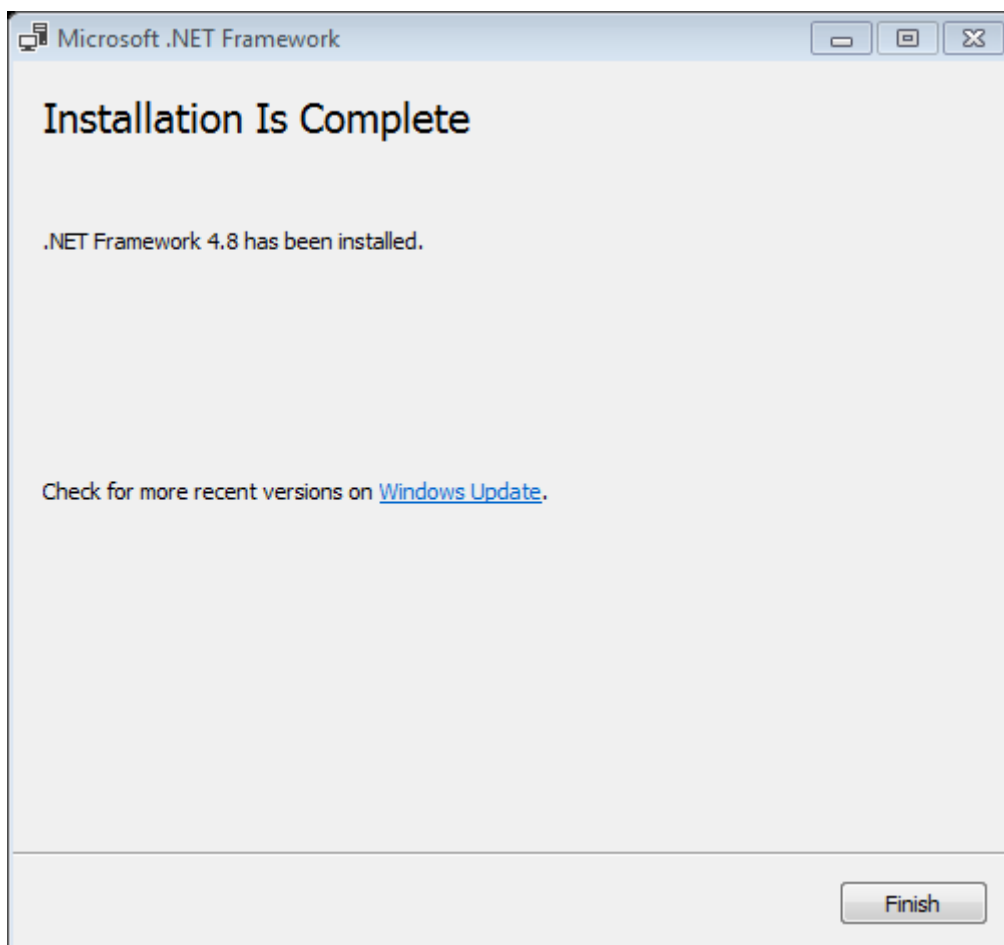 Microsoft .NET Framework
Installation Is Complete
.NET Framework 4.8 has been installed.
Check for more recent versions on Windows Update.
Finish